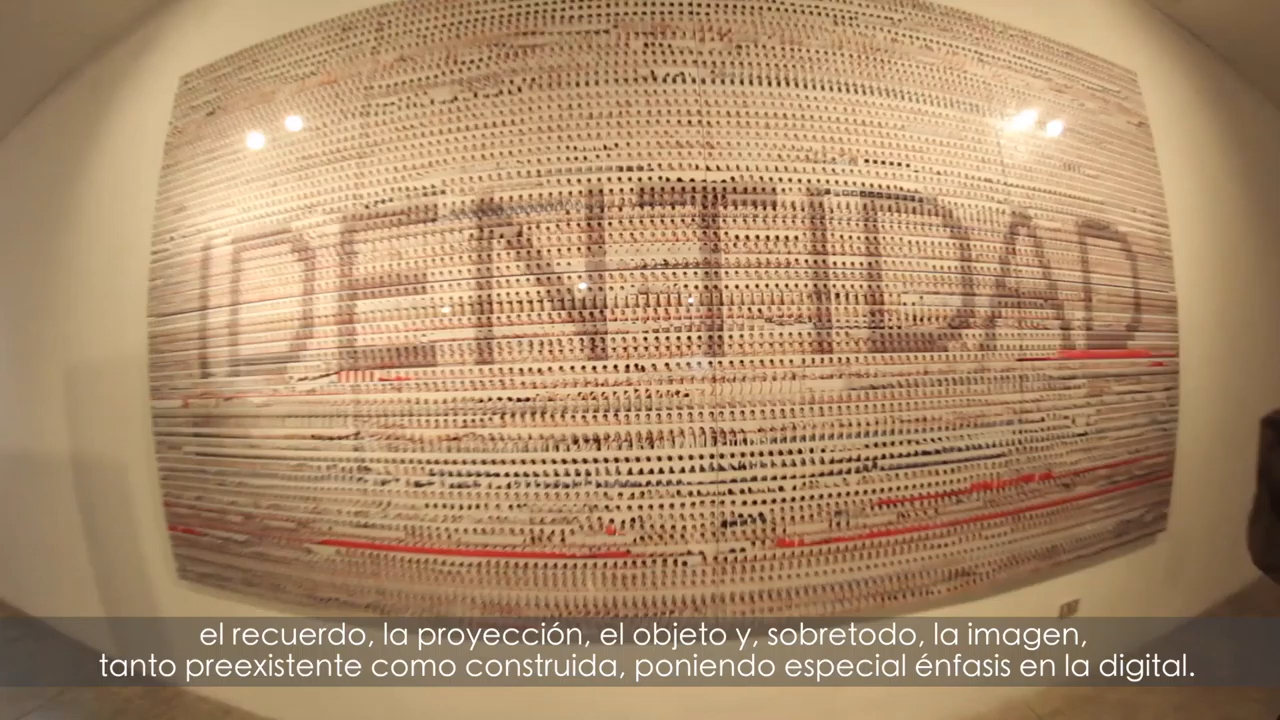 IDENTIDAD
el recuerdo, la proyección, el objeto y, sobretodo, la imagen,
tanto preexistente como construida, poniendo especial énfasis en la digital.